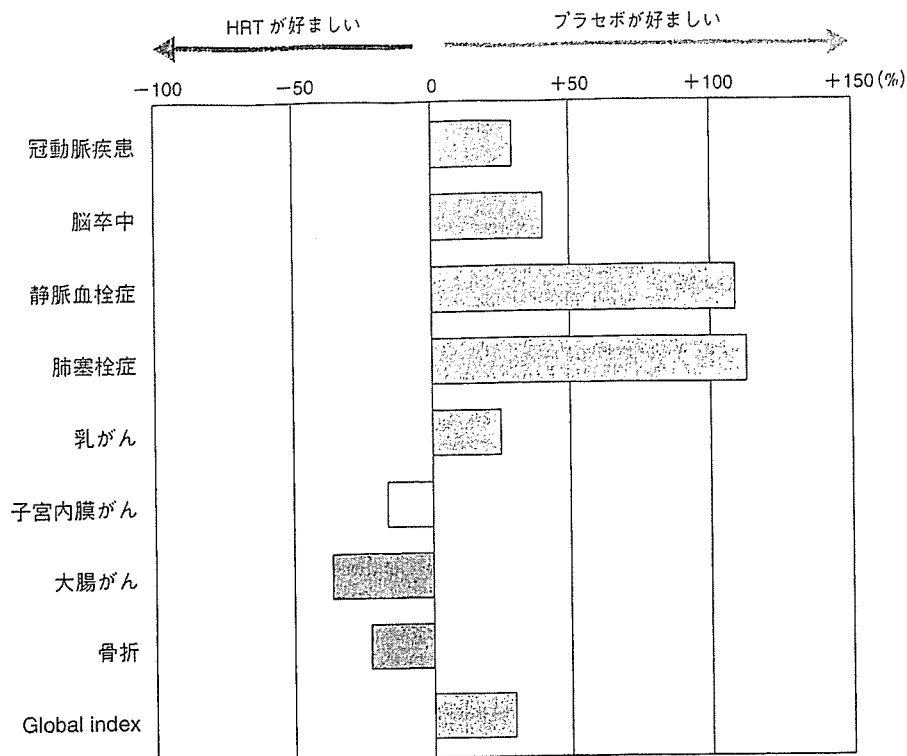 HRT が好ましい
プラセボが好ましい
−100 −50 0 +50 +100 +150(%)
冠動脈疾患
脳卒中
静脈血栓症
肺塞栓症
乳がん
子宮内膜がん
大腸がん
骨折
Global index